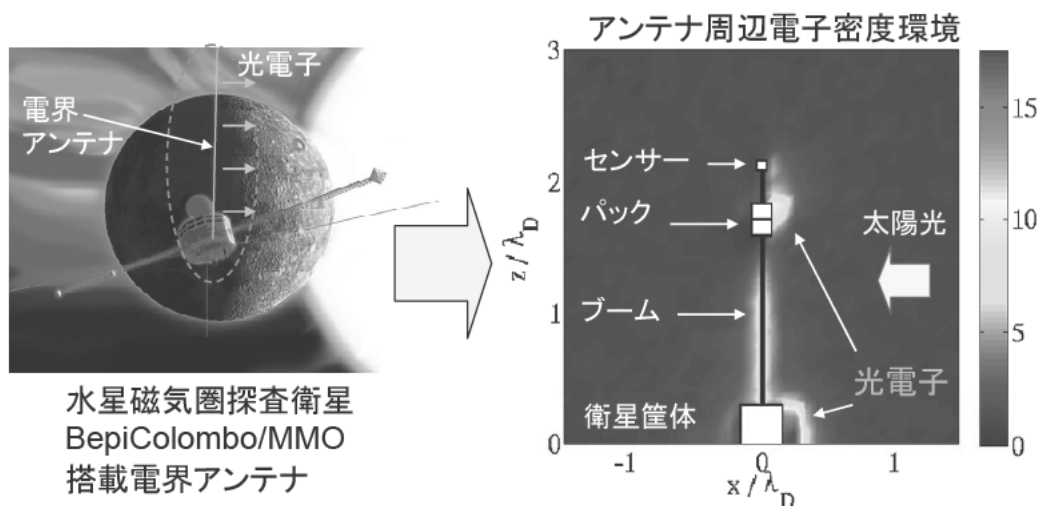 光電子
電界
アンテナ
水星磁気圏探査衛星
BepiColombo/MMO
搭載電界アンテナ
アンテナ周辺電子密度環境
3
2
1
0
z / λD
センサー
パック
ブーム
衛星筐体
太陽光
光電子
-1
0
1
x / λD
15
10
5
0